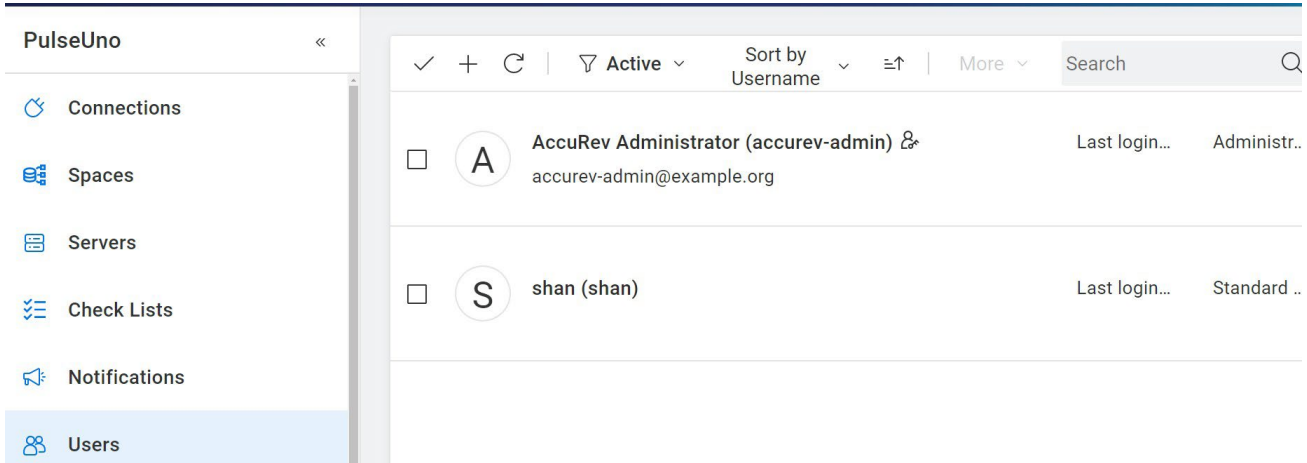 PulseUno «
Connections
Spaces
Servers
Check Lists
Notifications
Users
Active Sort by Username More Search
A AccuRev Administrator (accurev-admin) Last login... Administr...
accurev-admin@example.org
S shan (shan) Last login... Standard ...